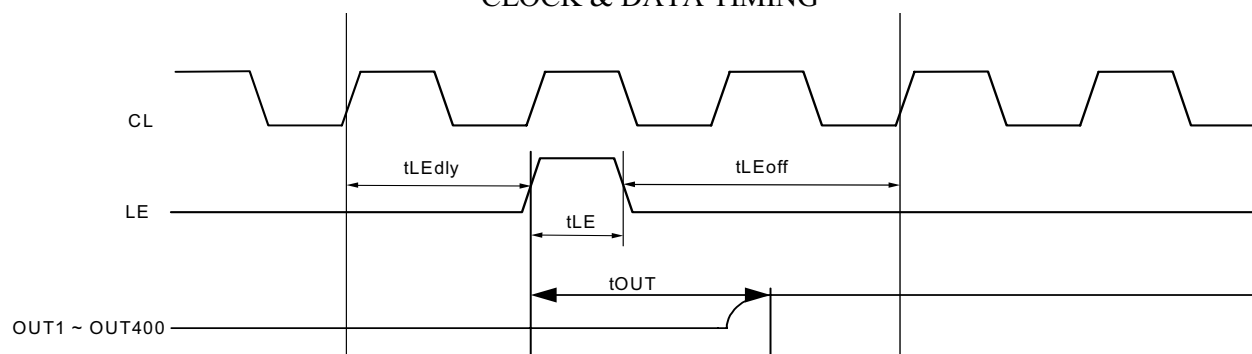 CLOCK & DATA TIMING
CL
tLEdly
tLEoff
LE
tLE
tOUT
OUT1 ~ OUT400